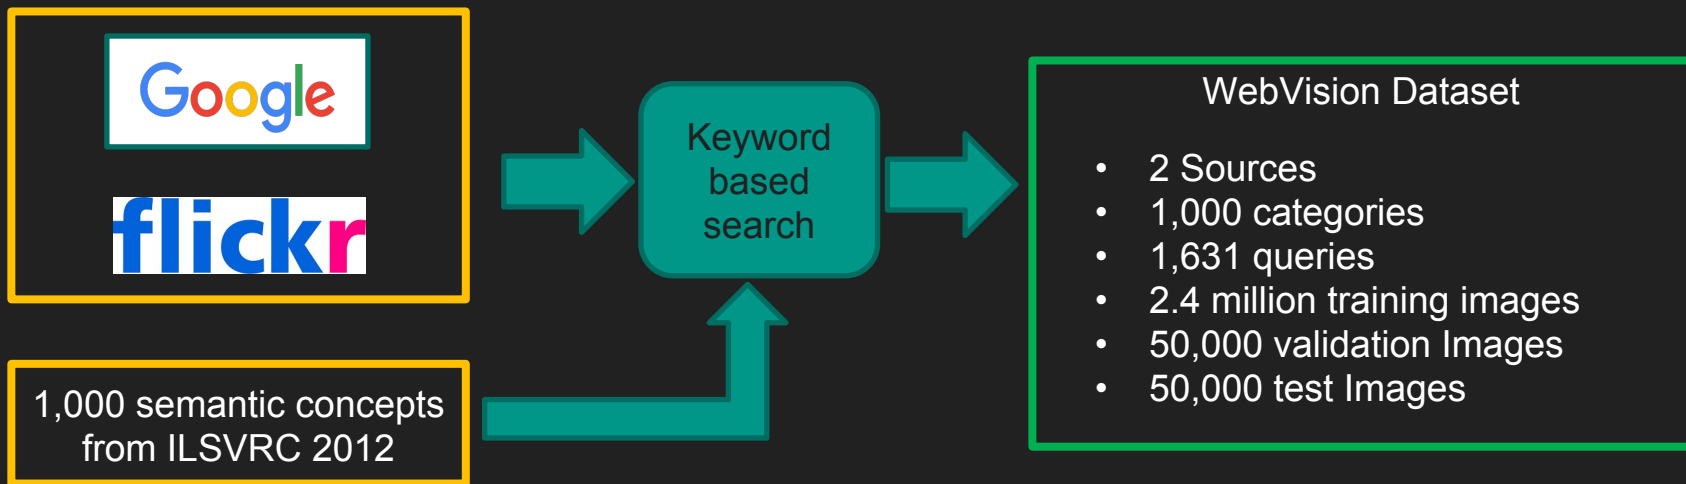 Google
flickr
1,000 semantic concepts
from ILSVRC 2012
Keyword
based
search
WebVision Dataset
• 2 Sources
• 1,000 categories
• 1,631 queries
• 2.4 million training images
• 50,000 validation Images
• 50,000 test Images